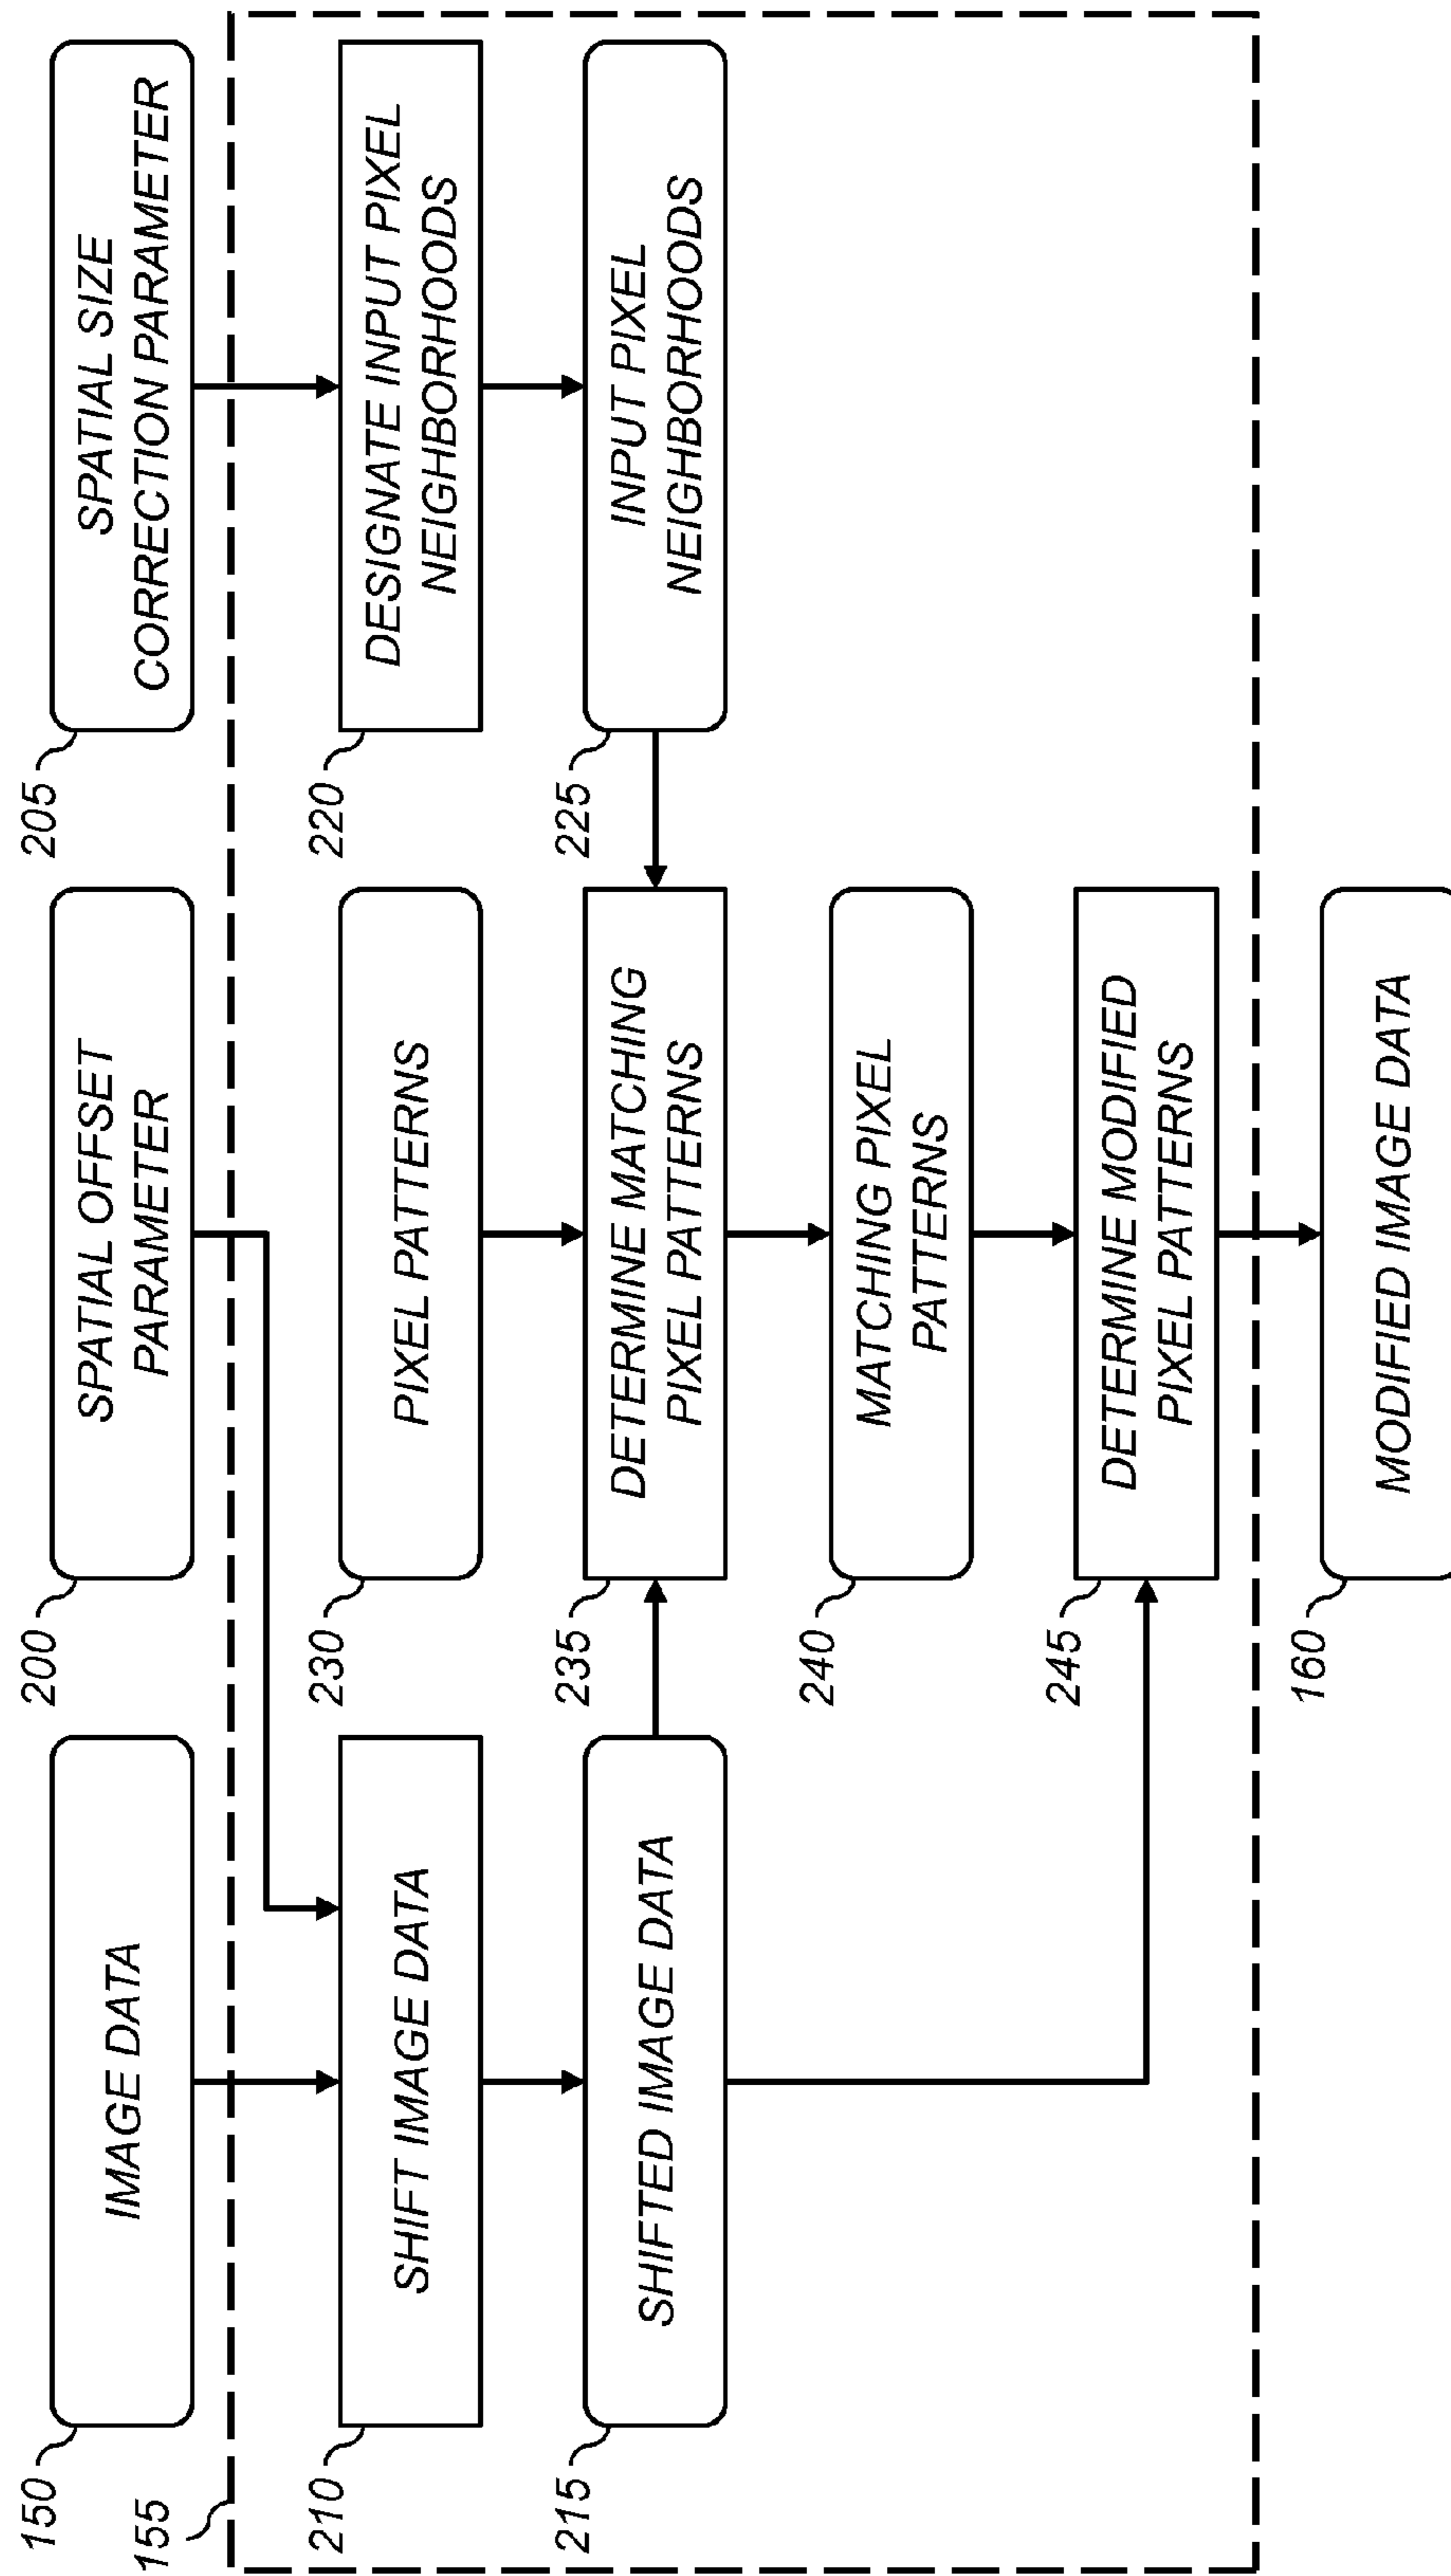 150
IMAGE DATA
200
SPATIAL OFFSET
PARAMETER
205
SPATIAL SIZE
CORRECTION PARAMETER
155
210
SHIFT IMAGE DATA
230
PIXEL PATTERNS
220
DESIGNATE INPUT PIXEL
NEIGHBORHOODS
215
SHIFTED IMAGE DATA
235
DETERMINE MATCHING
PIXEL PATTERNS
225
INPUT PIXEL
NEIGHBORHOODS
240
MATCHING PIXEL
PATTERNS
245
DETERMINE MODIFIED
PIXEL PATTERNS
160
MODIFIED IMAGE DATA